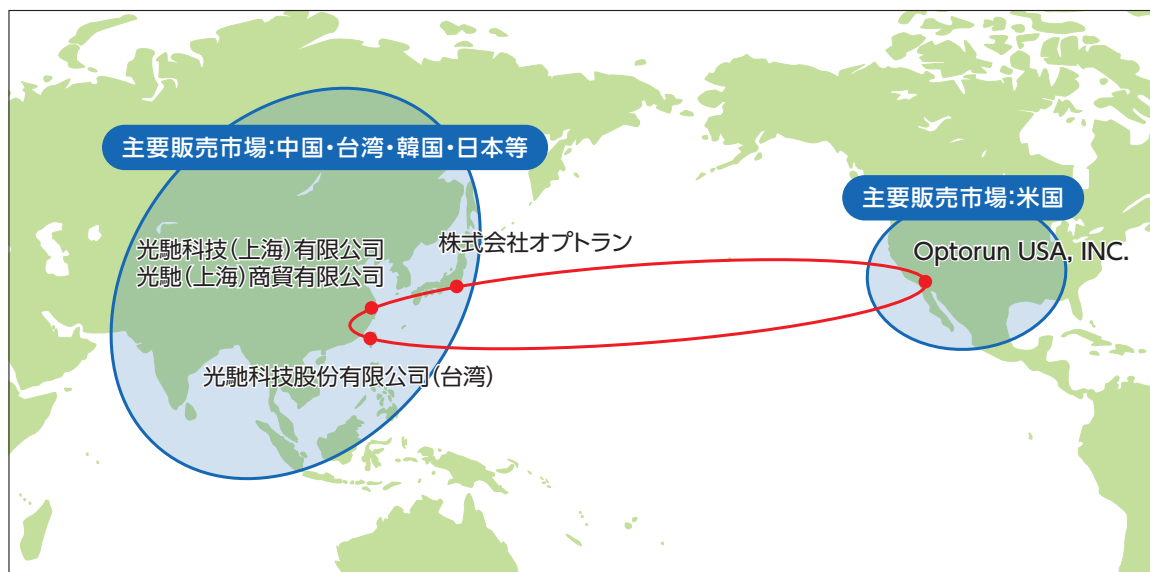 主要販売市場:中国・台湾・韓国・日本等
主要販売市場:米国
光馳科技(上海)有限公司
光馳(上海)商貿有限公司
株式会社オプトラン
Optorun USA, INC.
光馳科技股份有限公司(台湾)